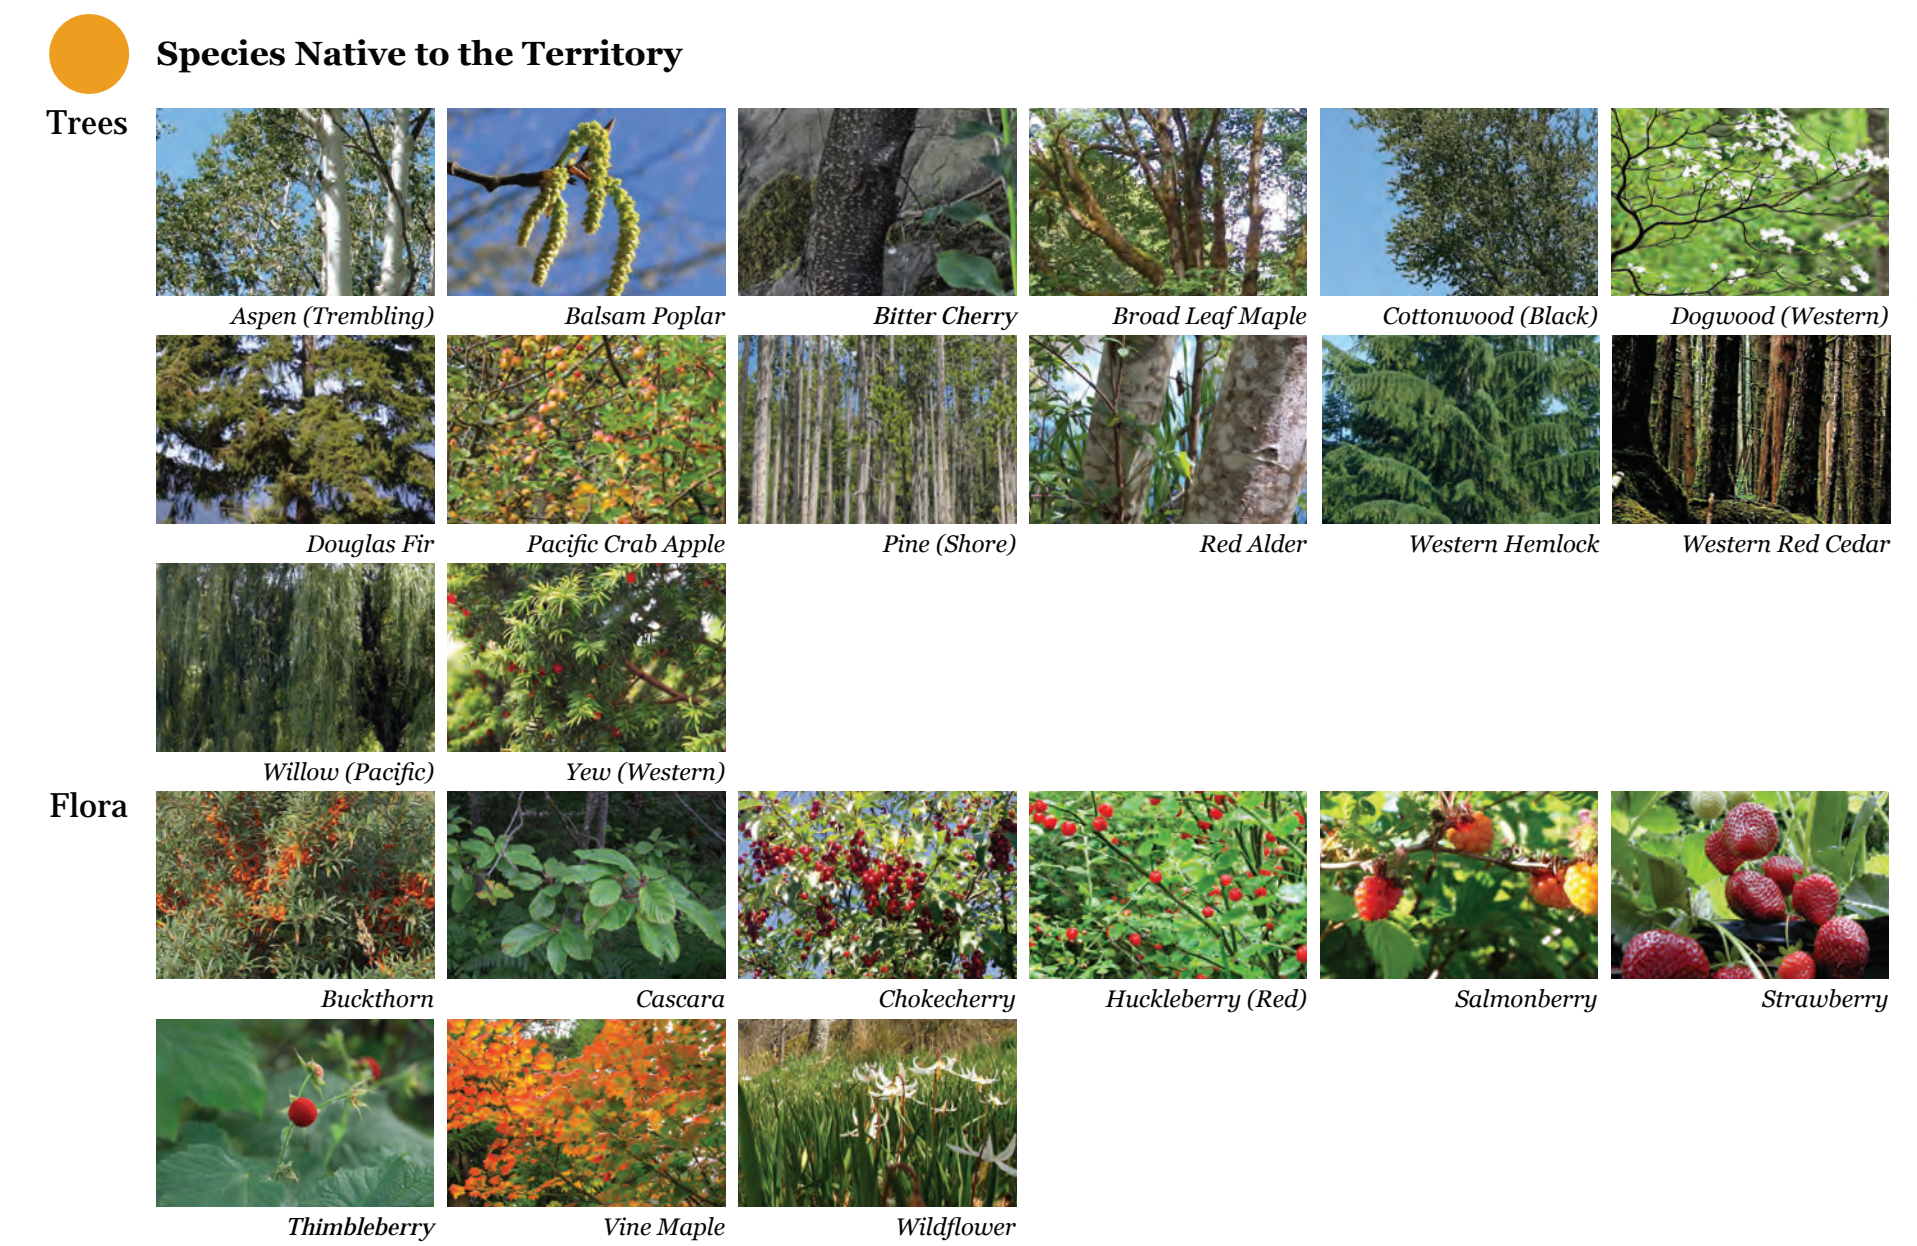 Species Native to the Territory
Trees
Aspen (Trembling)
Balsam Poplar
Bitter Cherry
Broad Leaf Maple
Cottonwood (Black)
Dogwood (Western)
Douglas Fir
Pacific Crab Apple
Pine (Shore)
Red Alder
Western Hemlock
Western Red Cedar
Willow (Pacific)
Yew (Western)
Flora
Buckthorn
Cascara
Chokecherry
Huckleberry (Red)
Salmonberry
Strawberry
Thimbleberry
Vine Maple
Wildflower